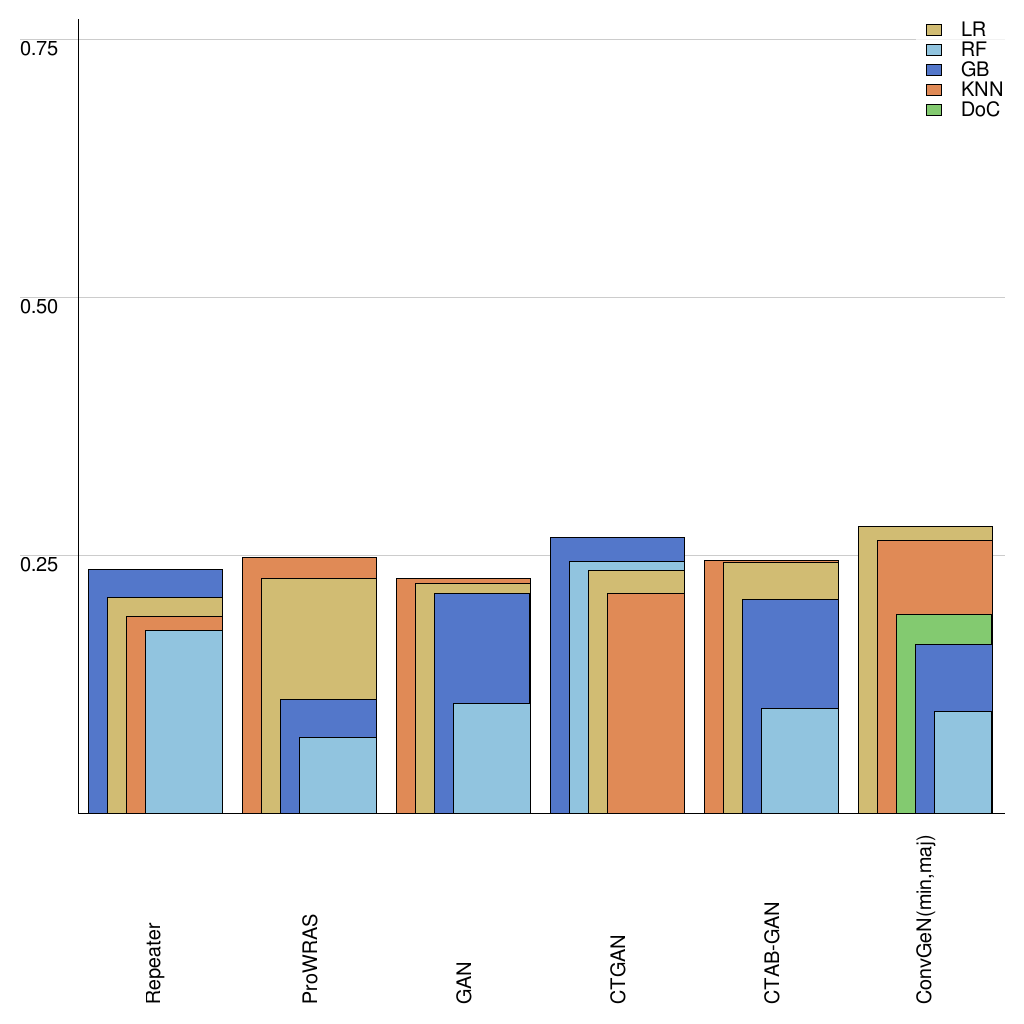 0.75
0.50
0.25
LR
RF
GB
KNN
DoC
Repeater
ProWRAS
GAN
CTGAN
CTAB-GAN
ConvGeN(min,maj)